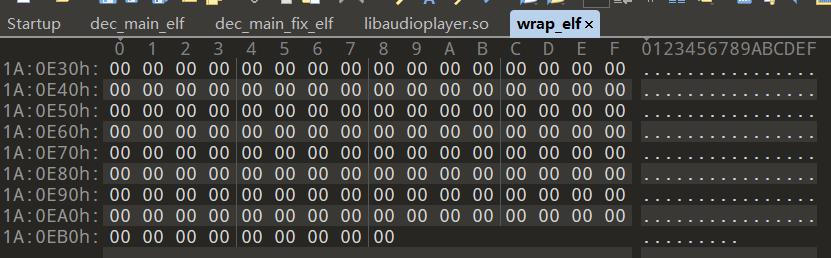 Startup dec_main_elf dec_main_fix_elf libaudioplayer.so wrap_elf ×
0 1 2 3 4 5 6 7 8 9 A B C D E F 0123456789ABCDEF
1A:0E30h: 00 00 00 00 00 00 00 00 00 00 00 00 00 00 00 00 ................
1A:0E40h: 00 00 00 00 00 00 00 00 00 00 00 00 00 00 00 00 ................
1A:0E50h: 00 00 00 00 00 00 00 00 00 00 00 00 00 00 00 00 ................
1A:0E60h: 00 00 00 00 00 00 00 00 00 00 00 00 00 00 00 00 ................
1A:0E70h: 00 00 00 00 00 00 00 00 00 00 00 00 00 00 00 00 ................
1A:0E80h: 00 00 00 00 00 00 00 00 00 00 00 00 00 00 00 00 ................
1A:0E90h: 00 00 00 00 00 00 00 00 00 00 00 00 00 00 00 00 ................
1A:0EA0h: 00 00 00 00 00 00 00 00 00 00 00 00 00 00 00 00 ................
1A:0EB0h: 00 00 00 00 00 00 00 00 00 .........